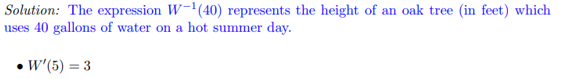 Solution: The expression W⁻¹(40) represents the height of an oak tree (in feet) which
uses 40 gallons of water on a hot summer day.
• W′(5) = 3